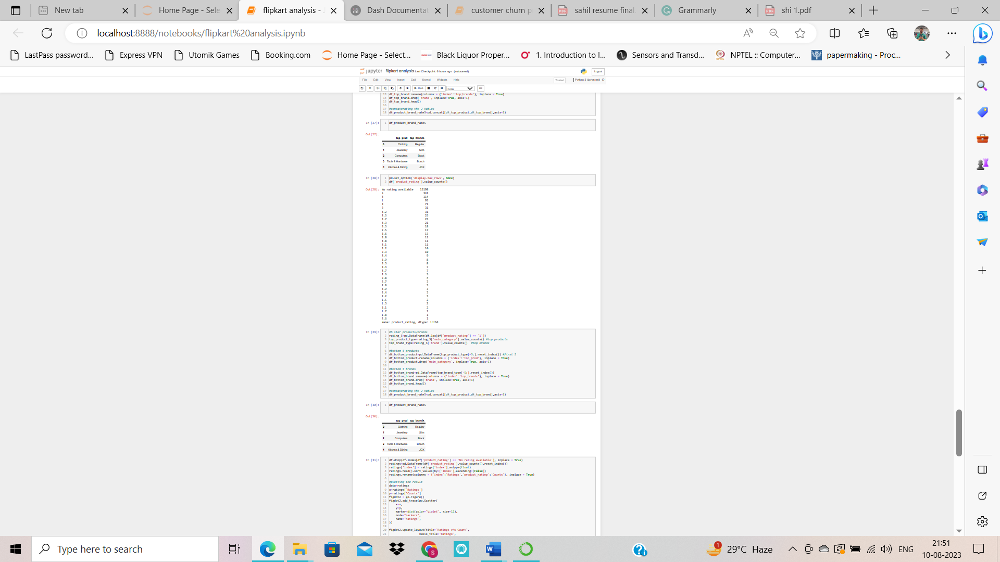 New tab
Home Page - Sele
flipkart analysis - J
Dash Documentat
customer churn p
sahil resume final.
Grammarly
shi 1.pdf
localhost:8888/notebooks/flipkart%20analysis.ipynb
LastPass password...
Express VPN
Utomik Games
Booking.com
Home Page - Select...
Black Liquor Proper...
1. Introduction to I...
Sensors and Transd...
NPTEL :: Computer...
papermaking - Proc...
jupyter flipkart analysis Last Checkpoint: 6 hours ago (autosaved)
Logout
File Edit View Insert Cell Kernel Widgets Help
Trusted
Python 3 (ipykernel)
Run
Code
13 df_top_brand.rename(columns = {'index':'top brands'}, inplace = True)
14 df_top_brand.drop('brand', inplace=True, axis=1)
15 df_top_brand.head()
16
17 #concatenating the 2 tables
18 df_product_brand_rate5=pd.concat([df_top_product,df_top_brand],axis=1)
In [27]: 1 df_product_brand_rate5
Out[27]:
top prod top brands
0 Clothing Regular
1 Jewellery Slim
2 Computers Black
3 Tools & Hardware Bosch
4 Kitchen & Dining JDX
In [28]: 1 pd.set_option('display.max_rows', None)
2 df['product_rating'].value_counts()
Out[28]: No rating available 13198
5 341
4 114
1 93
3 71
2 31
4.2 31
4.5 25
3.7 23
4.3 21
3.5 18
2.5 17
3.6 13
3.8 11
4.8 11
4.1 11
3.2 10
2.3 10
4.4 9
3.9 8
3.3 8
3.4 7
4.7 7
4.6 5
2.8 4
2.7 3
2.9 3
4.9 3
2.4 3
2.2 3
1.5 2
1.3 2
3.1 2
1.7 1
1.8 1
2.6 1
Name: product_rating, dtype: int64
In [29]: 1 #5 star products/brands
2 rating_5=pd.DataFrame(df.loc[df['product_rating'] == '1'])
3 top_product_type=rating_5['main_category'].value_counts() #top products
4 top_brand_type=rating_5['brand'].value_counts() #top brands
5
6 #bottom 5 products
7 df_bottom_product=pd.DataFrame(top_product_type[-5:].reset_index()) #first 5
8 df_bottom_product.rename(columns = {'index':'top_prod'}, inplace = True)
9 df_bottom_product.drop('main_category', inplace=True, axis=1)
10
11 #bottom 5 brands
12 df_bottom_brand=pd.DataFrame(top_brand_type[-5:].reset_index())
13 df_bottom_brand.rename(columns = {'index':'top_brands'}, inplace = True)
14 df_bottom_brand.drop('brand', inplace=True, axis=1)
15 df_bottom_brand.head()
16
17 #concatenating the 2 tables
18 df_product_brand_rate5=pd.concat([df_top_product,df_top_brand],axis=1)
In [30]: 1 df_product_brand_rate5
Out[30]:
top prod top brands
0 Clothing Regular
1 Jewellery Slim
2 Computers Black
3 Tools & Hardware Bosch
4 Kitchen & Dining JDX
In [31]: 1 df.drop(df.index[df['product_rating'] == 'No rating available'], inplace = True)
2 ratings=pd.DataFrame(df['product_rating'].value_counts().reset_index())
3 ratings['index'] = ratings['index'].astype(float)
4 ratings.head().sort_values(by=['index'],ascending=[False])
5 ratings.rename(columns = {'index':'Ratings','product_rating':'Counts'}, inplace = True)
6
7 #plotting the result
8 data=ratings
9 x=ratings['Ratings']
10 y=ratings['Counts']
11 figdot2 = go.Figure()
12 figdot2.add_trace(go.Scatter(
13 x=x,
14 y=y,
15 marker=dict(color="Violet", size=12),
16 mode="markers",
17 name="ratings",
18 ))
19
20 figdot2.update_layout(title="Ratings v/s Count",
21 xaxis_title="Ratings",
Type here to search
29°C Haze
ENG
21:51
10-08-2023